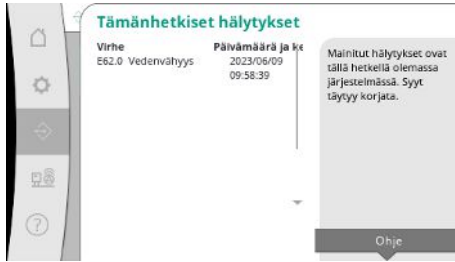 Tämänhetkiset hälytykset
Virhe Päivämäärä ja
E62.0 Vedenvähyys 2023/06/09
09:58:39
Mainitut hälytykset ovat
tällä hetkellä olemassa
järjestelmässä. Syyt
täytyy korjata.
Ohje